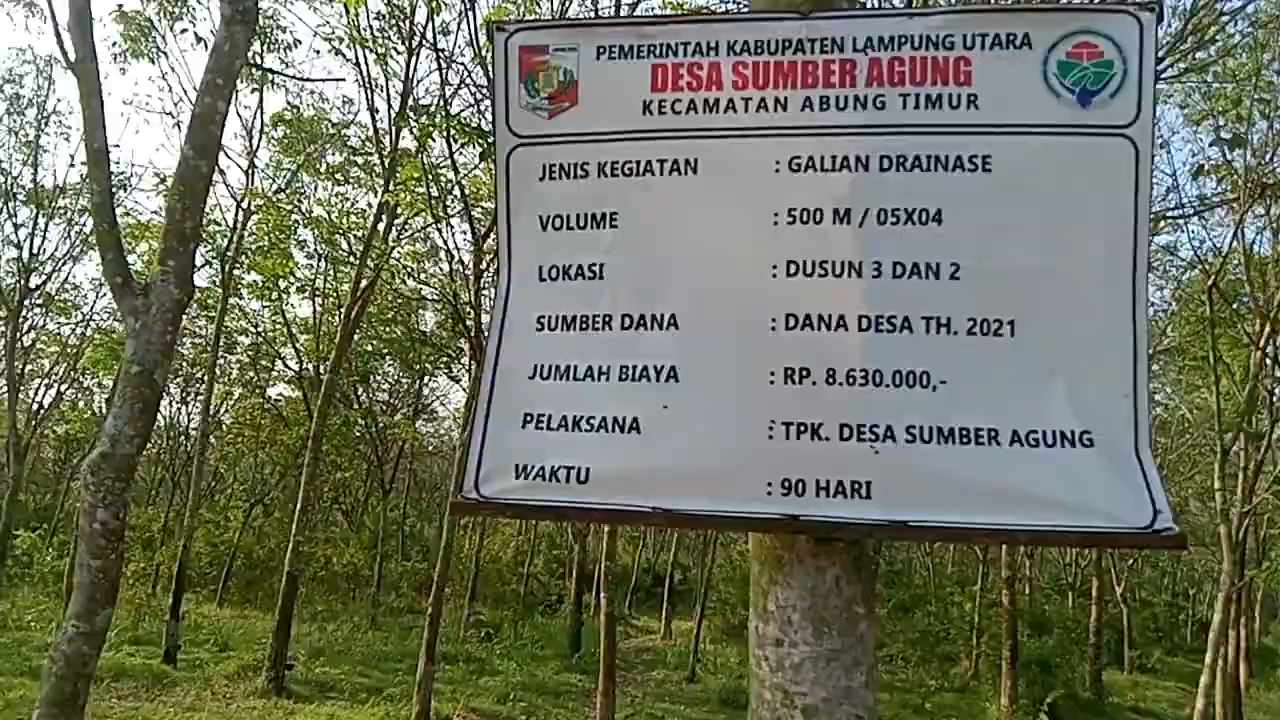 PEMERINTAH KABUPATEN LAMPUNG UTARA
DESA SUMBER AGUNG
KECAMATAN ABUNG TIMUR
JENIS KEGIATAN : GALIAN DRAINASE
VOLUME : 500 M / 05X04
LOKASI : DUSUN 3 DAN 2
SUMBER DANA : DANA DESA TH. 2021
JUMLAH BIAYA : RP. 8.630.000,-
PELAKSANA : TPK. DESA SUMBER AGUNG
WAKTU : 90 HARI